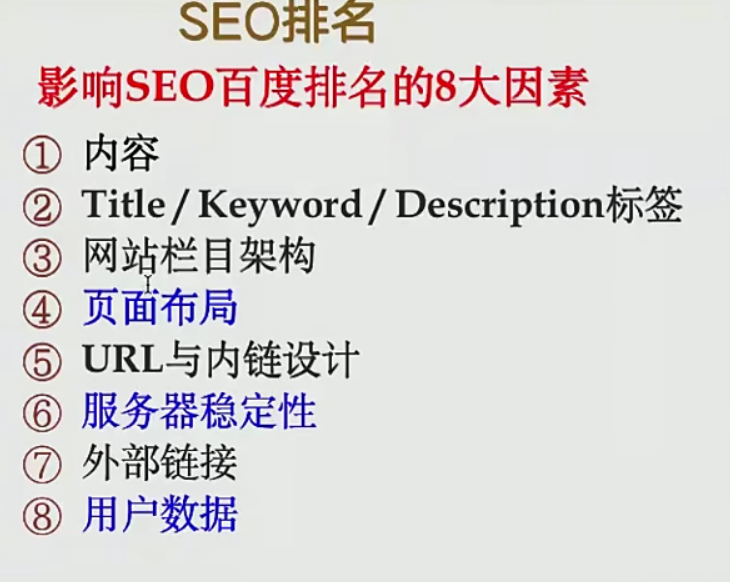 SEO排名
影响SEO百度排名的8大因素
① 内容
② Title / Keyword / Description标签
③ 网站栏目架构
④ 页面布局
⑤ URL与内链设计
⑥ 服务器稳定性
⑦ 外部链接
⑧ 用户数据